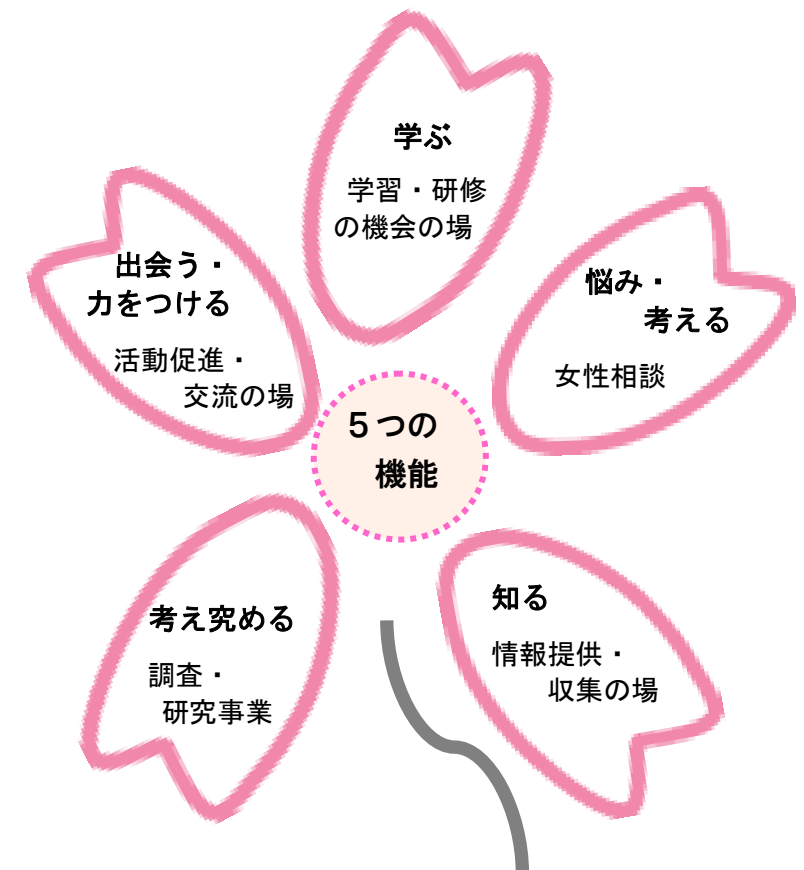 学ぶ
学習・研修
の機会の場
出会う・
力をつける
活動促進・
交流の場
悩み・
考える
女性相談
５つの
機能
考え究める
調査・
研究事業
知る
情報提供・
収集の場